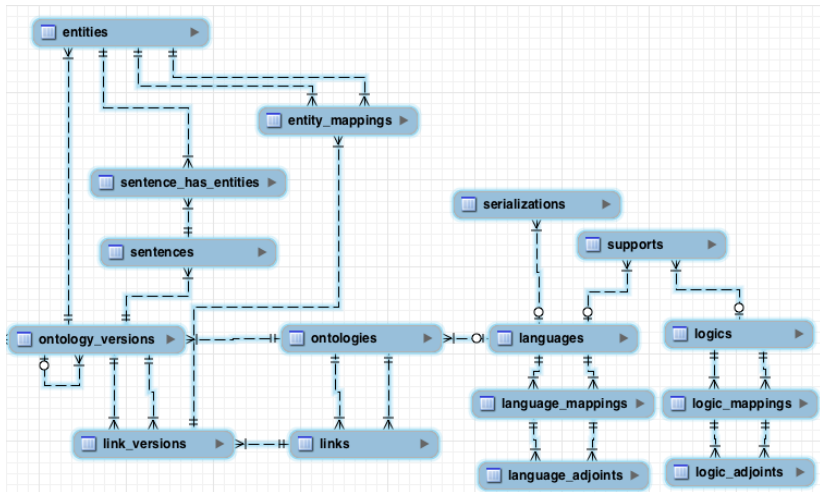 entities
entity_mappings
sentence_has_entities
serializations
sentences
supports
ontology_versions
ontologies
languages
logics
language_mappings
logic_mappings
link_versions
links
language_adjoints
logic_adjoints